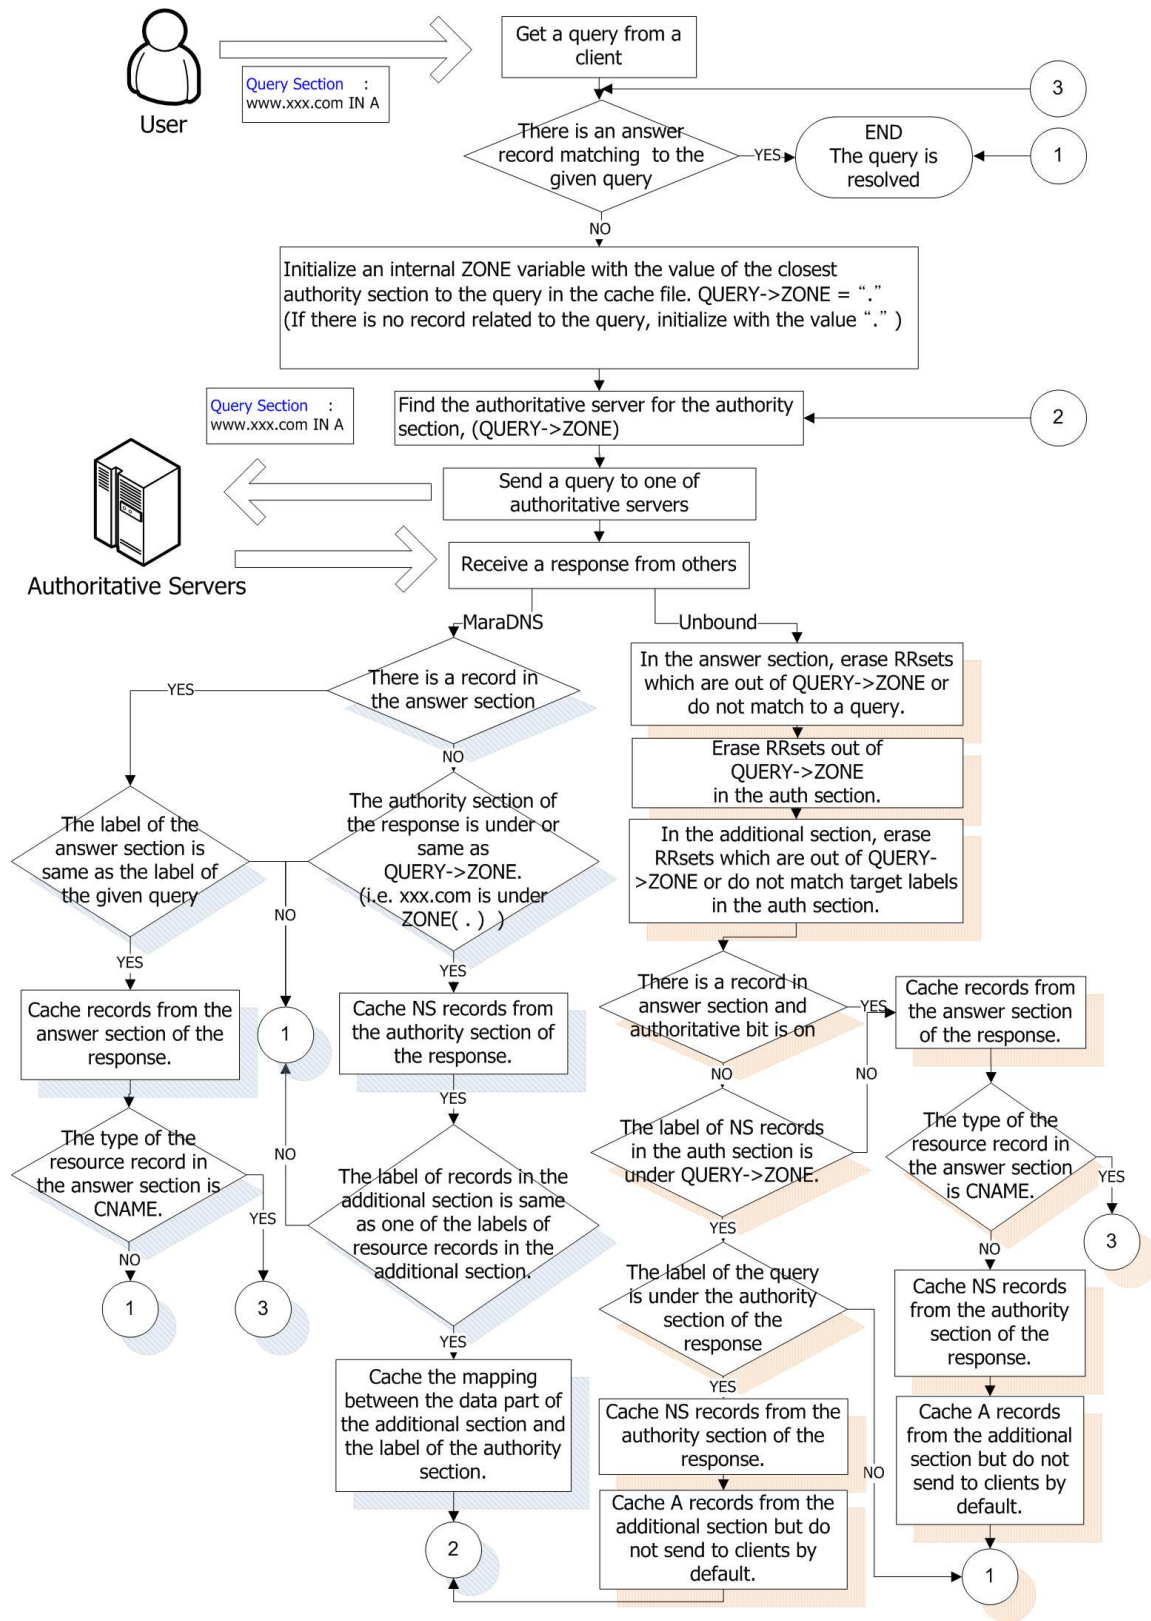 Get a query from a
client
Query Section :
www.xxx.com IN A
User
3
There is an answer
record matching to the
given query
YES
END
The query is
resolved
1
NO
Initialize an internal ZONE variable with the value of the closest
authority section to the query in the cache file. QUERY->ZONE = “.”
(If there is no record related to the query, initialize with the value “.” )
Query Section :
www.xxx.com IN A
Find the authoritative server for the authority
section, (QUERY->ZONE)
2
Send a query to one of
authoritative servers
Receive a response from others
Authoritative Servers
MaraDNS
Unbound
There is a record in
the answer section
YES
NO
The label of the
answer section is
same as the label of
the given query
The authority section of
the response is under or
same as
QUERY->ZONE.
(i.e. xxx.com is under
ZONE( . ) )
NO
YES
YES
Cache records from the
answer section of the
response.
1
Cache NS records from
the authority section of
the response.
YES
The type of the
resource record in
the answer section is
CNAME.
NO
The label of records in the
additional section is same
as one of the labels of
resource records in the
additional section.
YES
NO
1
3
YES
Cache the mapping
between the data part of
the additional section and
the label of the authority
section.
2
In the answer section, erase RRsets
which are out of QUERY->ZONE or
do not match to a query.
Erase RRsets out of
QUERY->ZONE
in the auth section.
In the additional section, erase
RRsets which are out of QUERY-
>ZONE or do not match target labels
in the auth section.
There is a record in
answer section and
authoritative bit is on
YES
Cache records from
the answer section
of the response.
NO
NO
The label of NS records
in the auth section is
under QUERY->ZONE.
The type of the
resource record in
the answer section
is CNAME.
YES
3
YES
NO
The label of the query
is under the authority
section of the
response
Cache NS records
from the authority
section of the
response.
YES
Cache NS records from the
authority section of the
response.
Cache A records
from the additional
section but do not
send to clients by
default.
NO
Cache A records from the
additional section but do
not send to clients by
default.
1